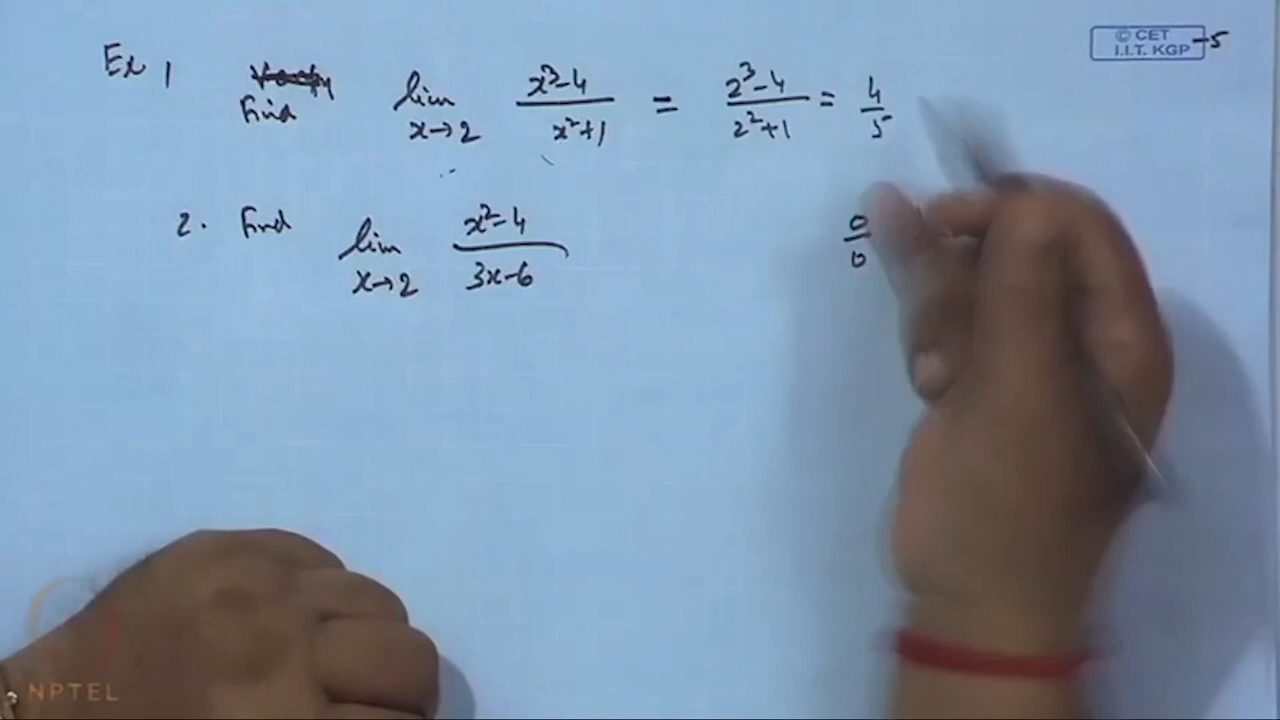 © CET
I.I.T. KGP -5
Ex 1 Find lim x→2 (x³-4)/(x²+1) = (2³-4)/(2²+1) = 4/5
2. Find lim x→2 (x²-4)/(3x-6) 0/0
NPTEL